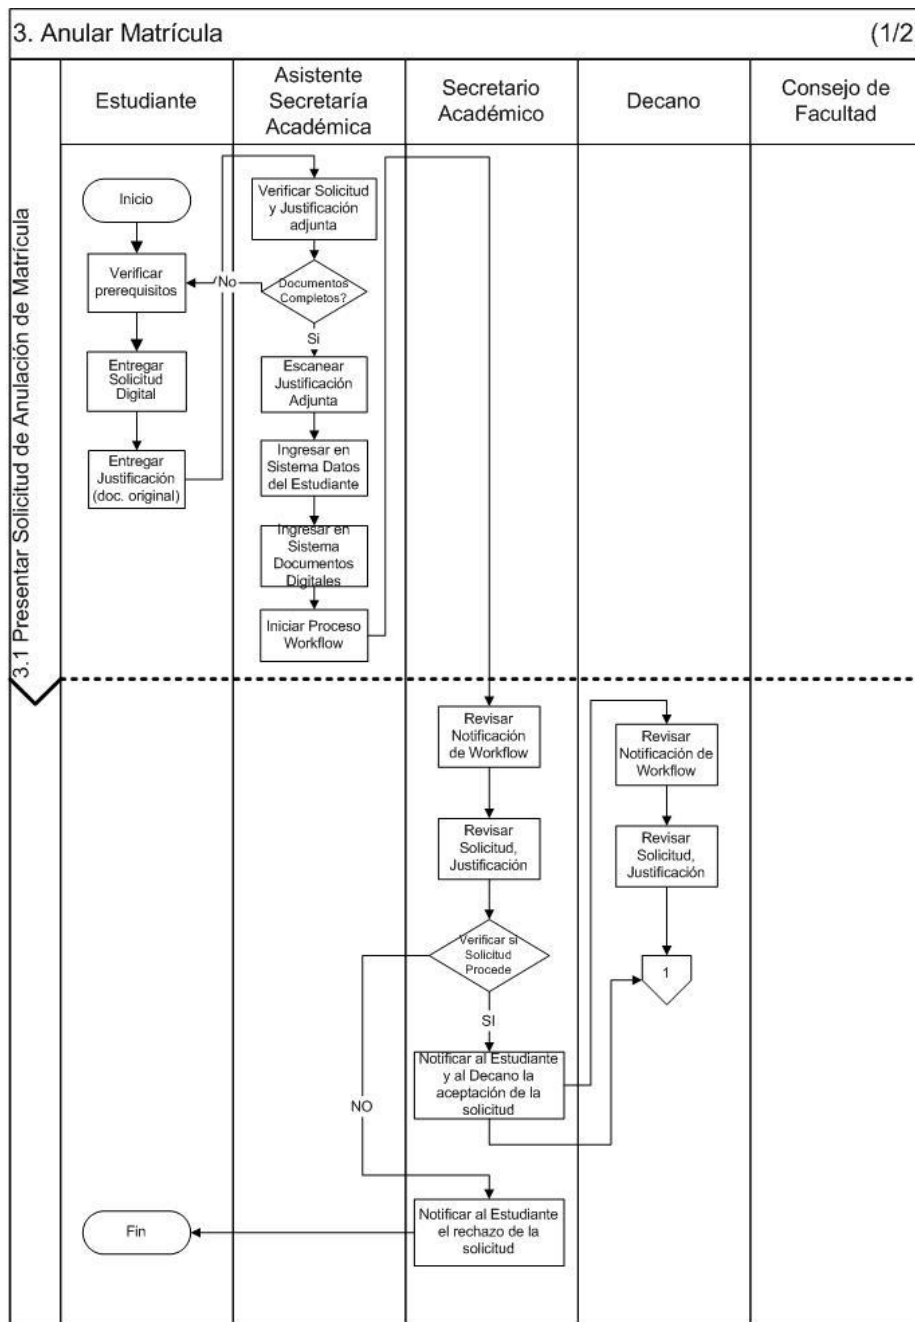 3. Anular Matrícula
(1/2
Estudiante
Asistente
Secretaría
Académica
Secretario
Académico
Decano
Consejo de
Facultad
3.1 Presentar Solicitud de Anulación de Matrícula
Inicio
Verificar
prerequisitos
Entregar
Solicitud
Digital
Entregar
Justificación
(doc. original)
Verificar Solicitud
y Justificación
adjunta
Documentos
Completos?
No
Sí
Escanear
Justificación
Adjunta
Ingresar en
Sistema Datos
del Estudiante
Ingresar en
Sistema
Documentos
Digitales
Iniciar Proceso
Workflow
Revisar
Notificación
de Workflow
Revisar
Solicitud,
Justificación
Verificar si
Solicitud
Procede
SI
NO
Notificar al Estudiante
y al Decano la
aceptación de la
solicitud
Notificar al Estudiante
el rechazo de la
solicitud
Fin
Revisar
Notificación de
Workflow
Revisar
Solicitud,
Justificación
1